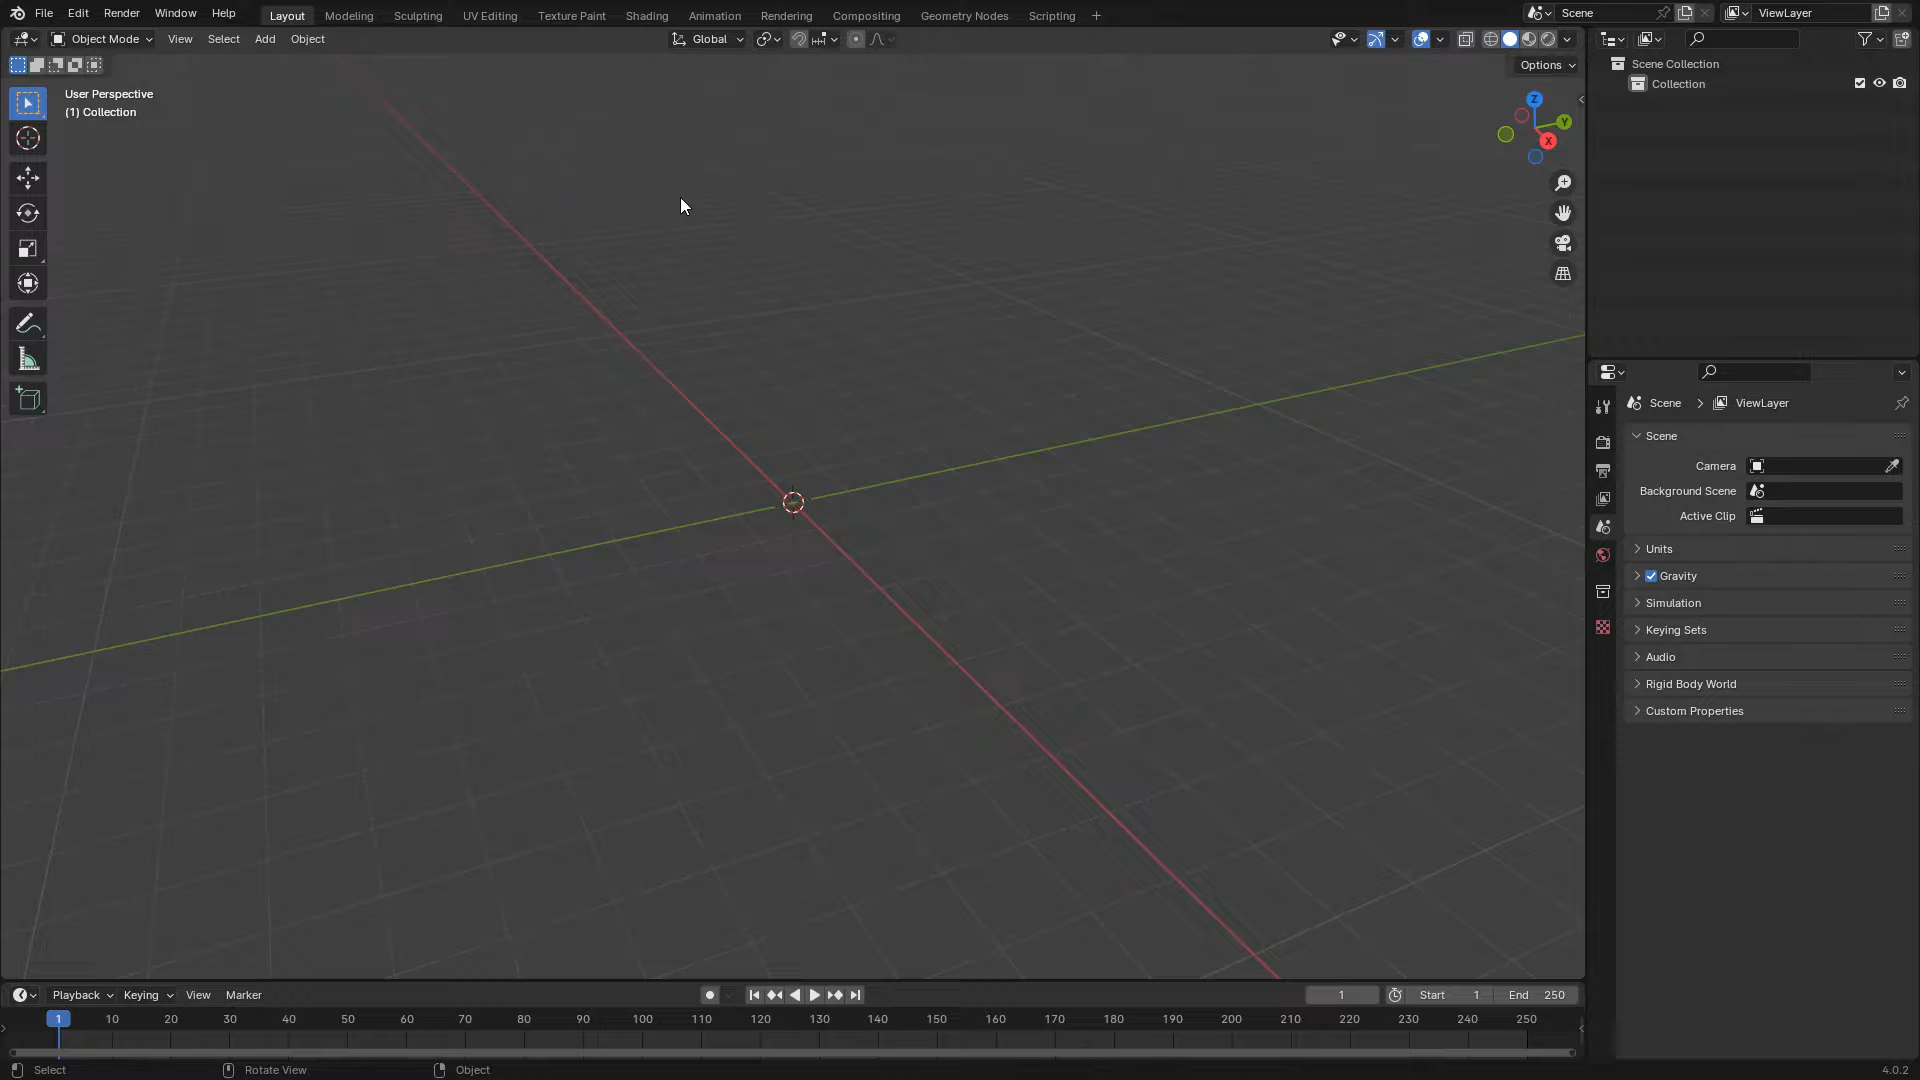 File Edit Render Window Help Layout Modeling Sculpting UV Editing Texture Paint Shading Animation Rendering Compositing Geometry Nodes Scripting + Scene ViewLayer
Object Mode View Select Add Object Global
Options
User Perspective
(1) Collection
Z
Y
X
Scene Collection
Collection
Scene > ViewLayer
Scene
Camera
Background Scene
Active Clip
Units
Gravity
Simulation
Keying Sets
Audio
Rigid Body World
Custom Properties
Playback Keying View Marker 1 Start 1 End 250
1 10 20 30 40 50 60 70 80 90 100 110 120 130 140 150 160 170 180 190 200 210 220 230 240 250
Select Rotate View Object 4.0.2